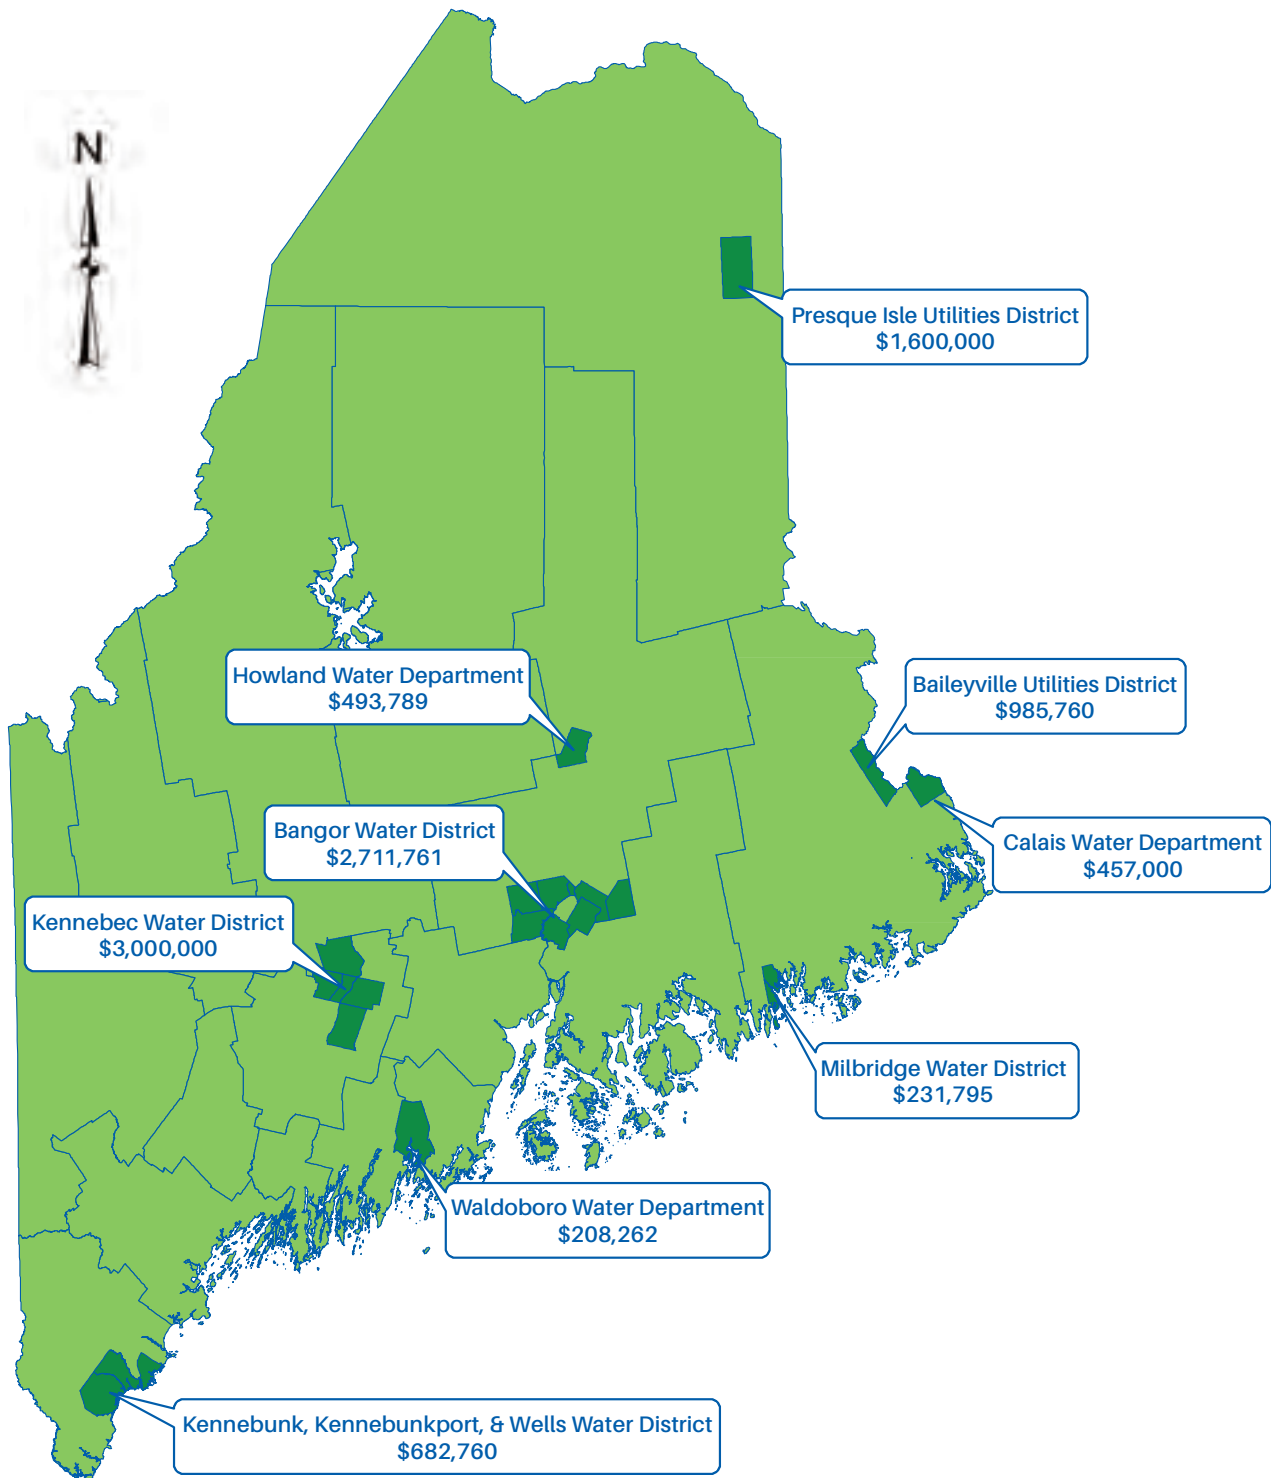 N
Presque Isle Utilities District
$1,600,000
Howland Water Department
$493,789
Baileyville Utilities District
$985,760
Bangor Water District
$2,711,761
Calais Water Department
$457,000
Kennebec Water District
$3,000,000
Milbridge Water District
$231,795
Waldoboro Water Department
$208,262
Kennebunk, Kennebunkport, & Wells Water District
$682,760